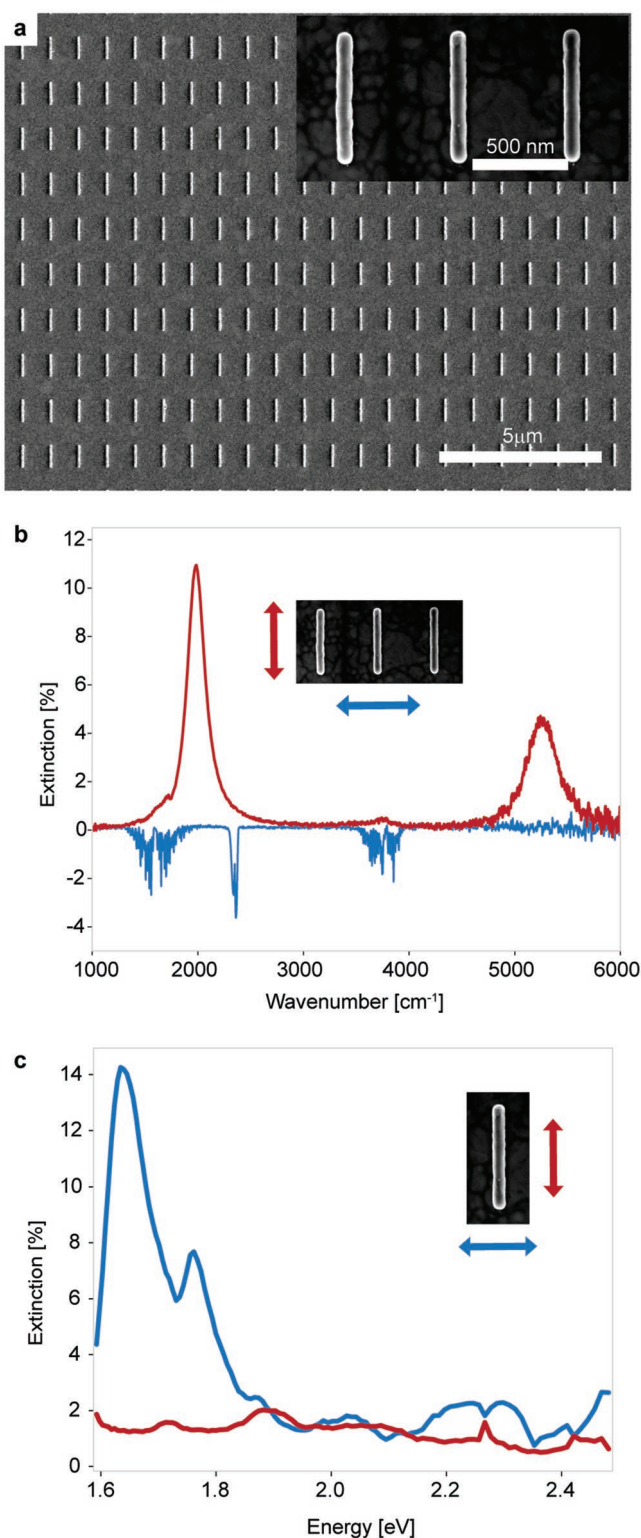 a
500 nm
5μm
b
12
10
8
6
4
2
0
-2
-4
Extinction [%]
1000 2000 3000 4000 5000 6000
Wavenumber [cm⁻¹]
c
14
12
10
8
6
4
2
0
Extinction [%]
1.6 1.8 2.0 2.2 2.4
Energy [eV]